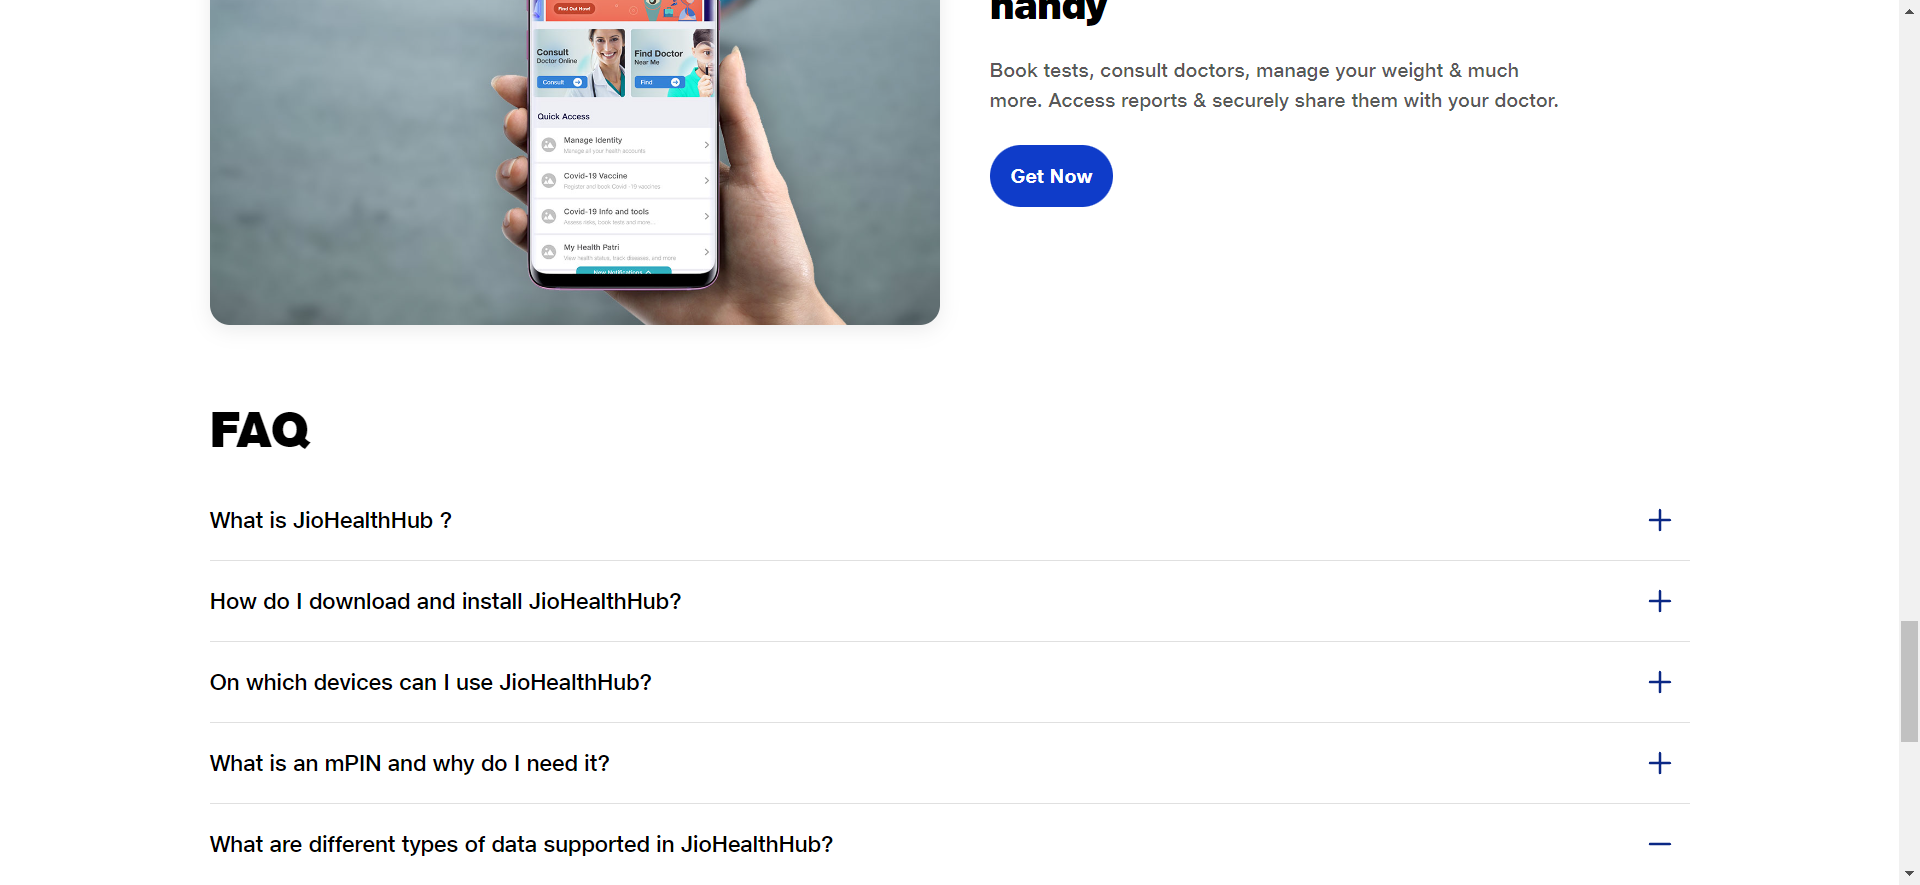 handy
Book tests, consult doctors, manage your weight & much
more. Access reports & securely share them with your doctor.
Get Now
Find Out Now!
Consult
Doctor Online
Consult
Find Doctor
Near Me
Find
Quick Access
Manage Identity
Manage all your health accounts
Covid-19 Vaccine
Register and book Covid -19 vaccines
Covid-19 Info and tools
Assess risks, book tests and more...
My Health Patri
View health status, track diseases, and more
New Notifications
FAQ
What is JioHealthHub ?
How do I download and install JioHealthHub?
On which devices can I use JioHealthHub?
What is an mPIN and why do I need it?
What are different types of data supported in JioHealthHub?